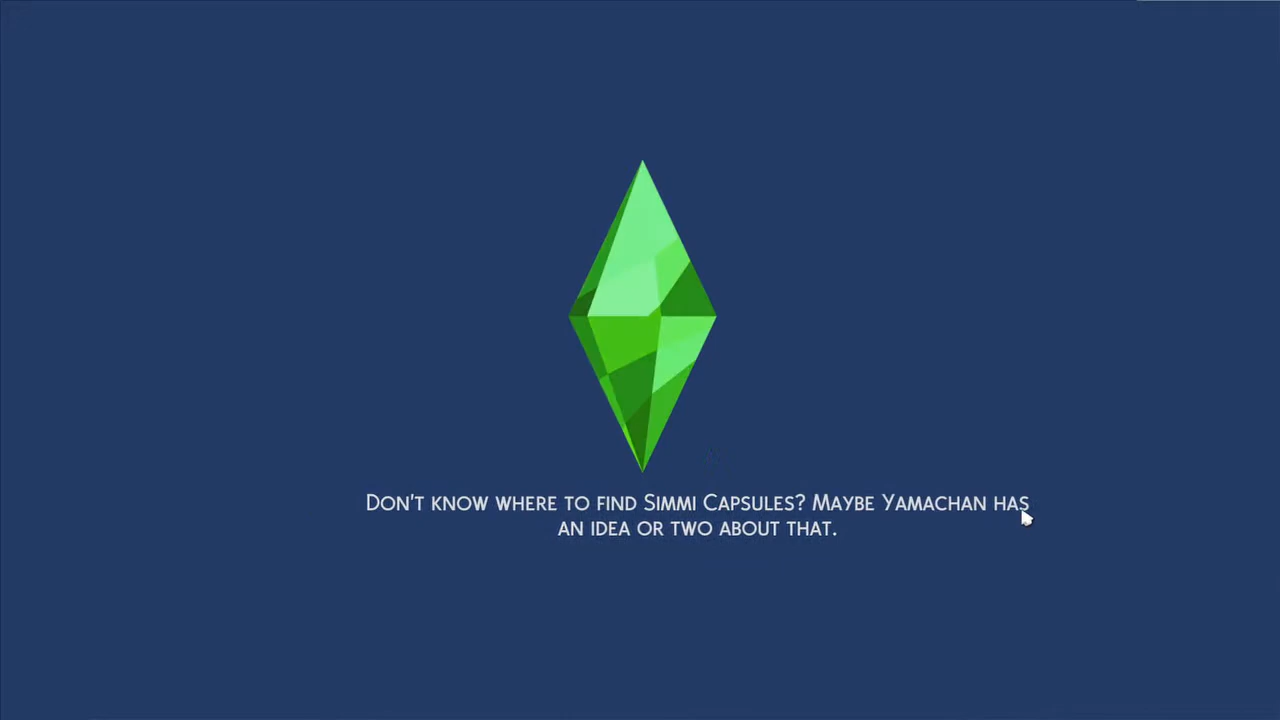 Don't know where to find Simmi Capsules? Maybe Yamachan has
an idea or two about that.